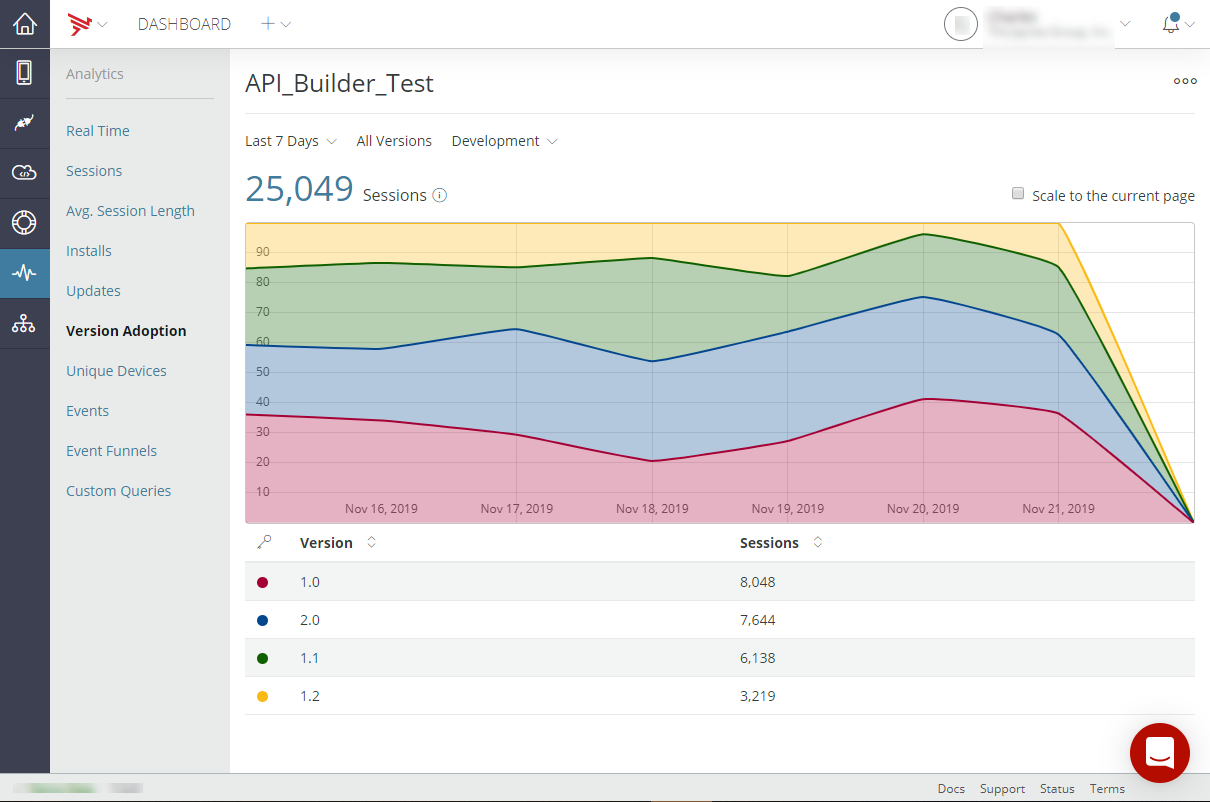 DASHBOARD
Analytics
Real Time
Sessions
Avg. Session Length
Installs
Updates
Version Adoption
Unique Devices
Events
Event Funnels
Custom Queries
API_Builder_Test
Last 7 Days All Versions Development
25,049 Sessions
Scale to the current page
90
80
70
60
50
40
30
20
10
Nov 16, 2019 Nov 17, 2019 Nov 18, 2019 Nov 19, 2019 Nov 20, 2019 Nov 21, 2019
Version Sessions
1.0 8,048
2.0 7,644
1.1 6,138
1.2 3,219
Docs Support Status Terms